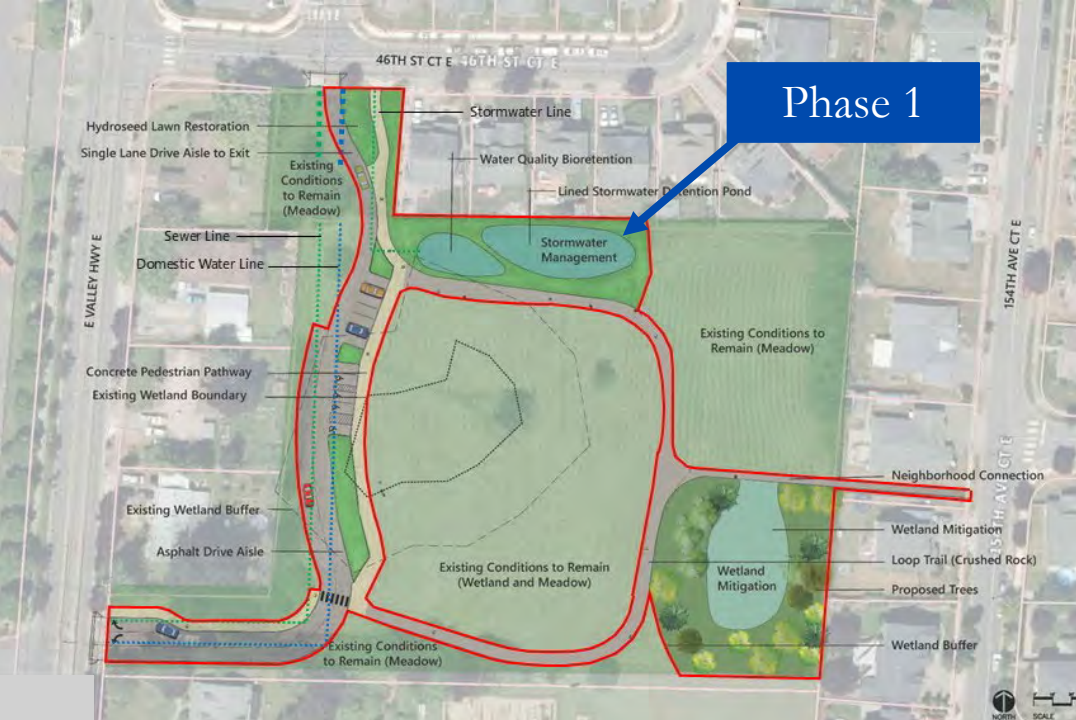 46TH ST CT E
46TH ST CT E
Phase 1
Hydroseed Lawn Restoration
Stormwater Line
Single Lane Drive Aisle to Exit
Water Quality Bioretention
Existing
Conditions
to Remain
(Meadow)
Lined Stormwater Detention Pond
Sewer Line
Stormwater
Management
Domestic Water Line
E VALLEY HWY E
154TH AVE CT E
Existing Conditions to
Remain (Meadow)
Concrete Pedestrian Pathway
Existing Wetland Boundary
Neighborhood Connection
Existing Wetland Buffer
Wetland Mitigation
Asphalt Drive Aisle
Loop Trail (Crushed Rock)
Existing Conditions to Remain
(Wetland and Meadow)
Wetland
Mitigation
Proposed Trees
Existing Conditions
to Remain (Meadow)
Wetland Buffer
NORTH
SCALE